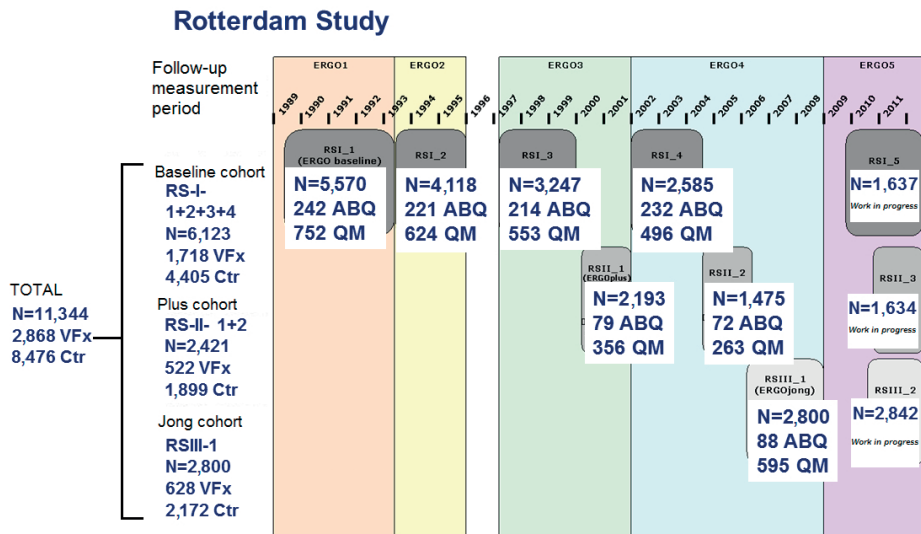 Rotterdam Study
Follow-up
measurement
period
ERGO1
ERGO2
ERGO3
ERGO4
ERGO5
1989
1990
1991
1992
1993
1994
1995
1996
1997
1998
1999
2000
2001
2002
2003
2004
2005
2006
2007
2008
2009
2010
2011
TOTAL
N=11,344
2,868 VFx
8,476 Ctr
Baseline cohort
RS-I-
1+2+3+4
N=6,123
1,718 VFx
4,405 Ctr
Plus cohort
RS-II- 1+2
N=2,421
522 VFx
1,899 Ctr
Jong cohort
RSIII-1
N=2,800
628 VFx
2,172 Ctr
RSI_1
(ERGO baseline)
N=5,570
242 ABQ
752 QM
RSI_2
N=4,118
221 ABQ
624 QM
RSI_3
N=3,247
214 ABQ
553 QM
RSI_4
N=2,585
232 ABQ
496 QM
RSI_5
N=1,637
Work in progress
RSII_1
(ERGOplus)
N=2,193
79 ABQ
356 QM
RSII_2
N=1,475
72 ABQ
263 QM
RSII_3
N=1,634
Work in progress
RSIII_1
(ERGOjong)
N=2,800
88 ABQ
595 QM
RSIII_2
N=2,842
Work in progress